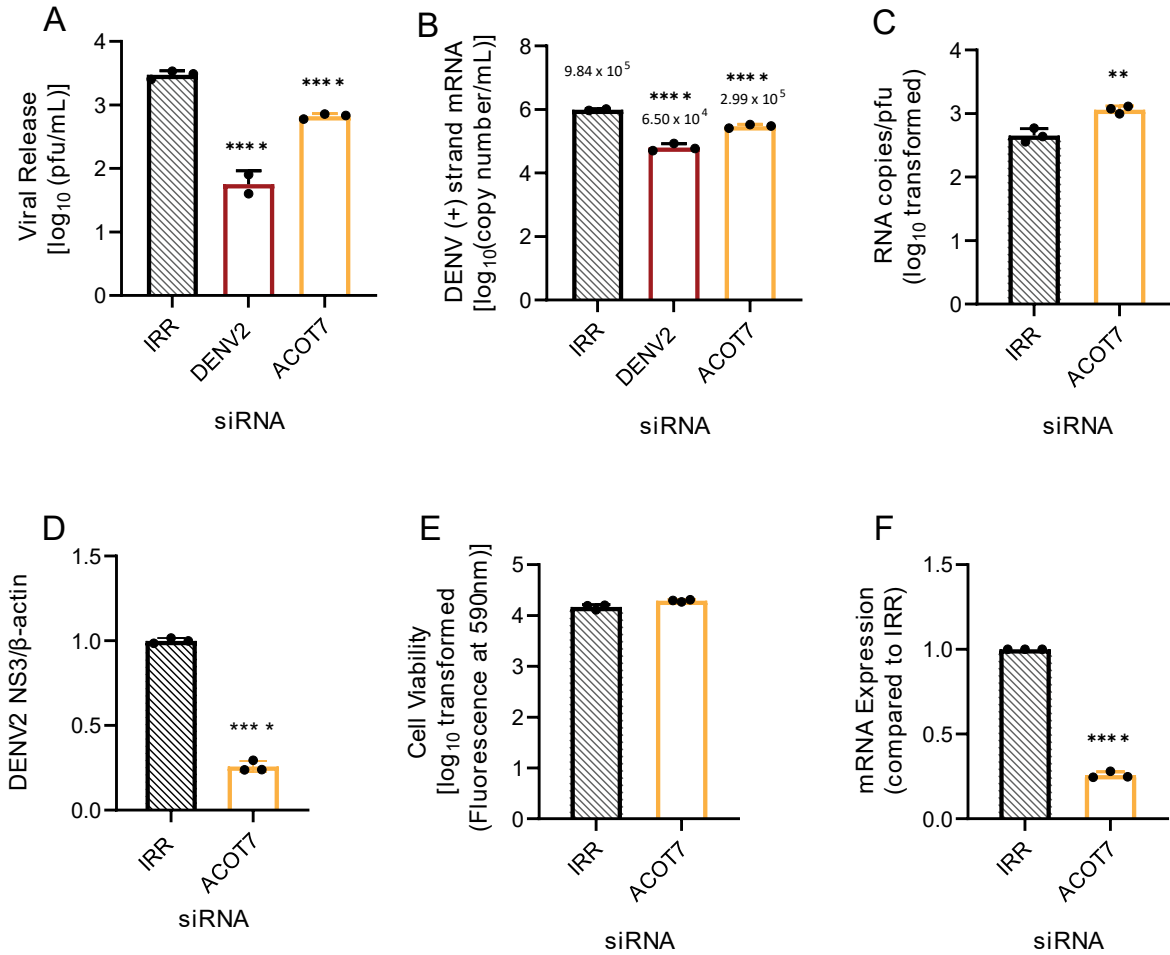 A
Viral Release
[log10 (pfu/mL)]
4
3
2
1
0
****
****
IRR
DENV2
ACOT7
siRNA
B
DENV (+) strand mRNA
[log10(copy number/mL)]
8
6
4
2
0
9.84 x 10^5
****
6.50 x 10^4
****
2.99 x 10^5
IRR
DENV2
ACOT7
siRNA
C
RNA copies/pfu
(log10 transformed)
4
3
2
1
0
**
IRR
ACOT7
siRNA
D
DENV2 NS3/β-actin
1.5
1.0
0.5
0.0
****
IRR
ACOT7
siRNA
E
Cell Viability
[log10 transformed
(Fluorescence at 590nm)]
5
4
3
2
1
0
IRR
ACOT7
siRNA
F
mRNA Expression
(compared to IRR)
1.5
1.0
0.5
0.0
****
IRR
ACOT7
siRNA